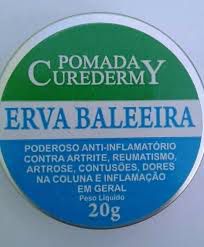 POMADA
CUREDERMY
ERVA BALEEIRA
PODEROSO ANTI-INFLAMATÓRIO
CONTRA ARTRITE, REUMATISMO,
ARTROSE, CONTUSÕES, DORES
NA COLUNA E INFLAMAÇÃO
EM GERAL
Peso Líquido
20g